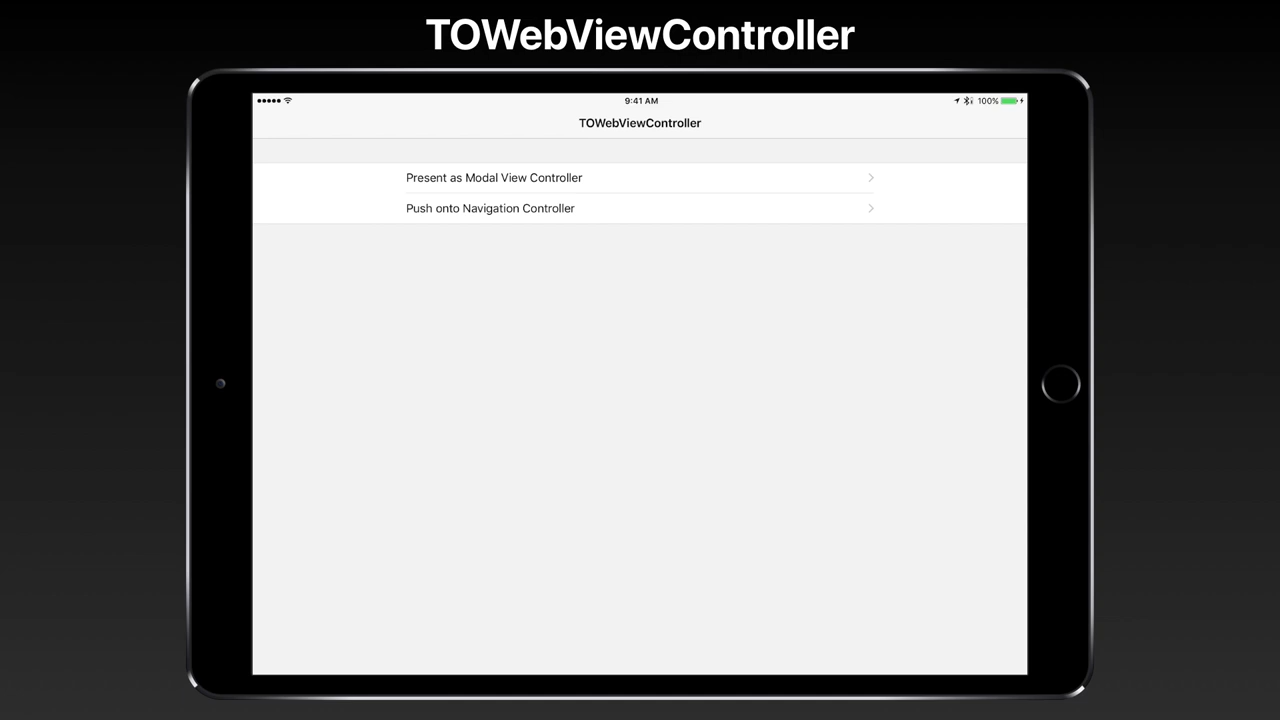 TOWebViewController
9:41 AM
100%
TOWebViewController
Present as Modal View Controller
Push onto Navigation Controller